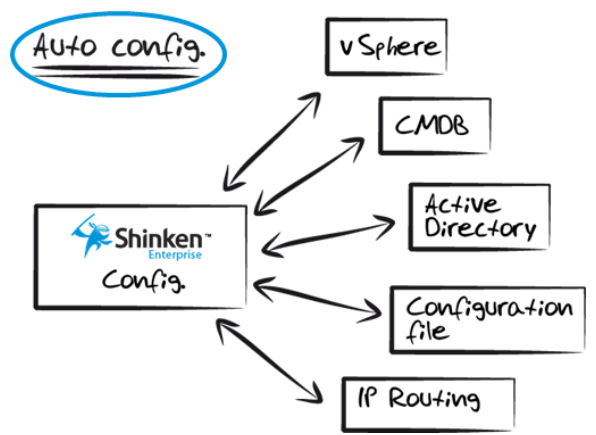 Auto config.
vSphere
CMDB
Active
Directory
Shinken™
Enterprise
Config.
Configuration
file
IP Routing